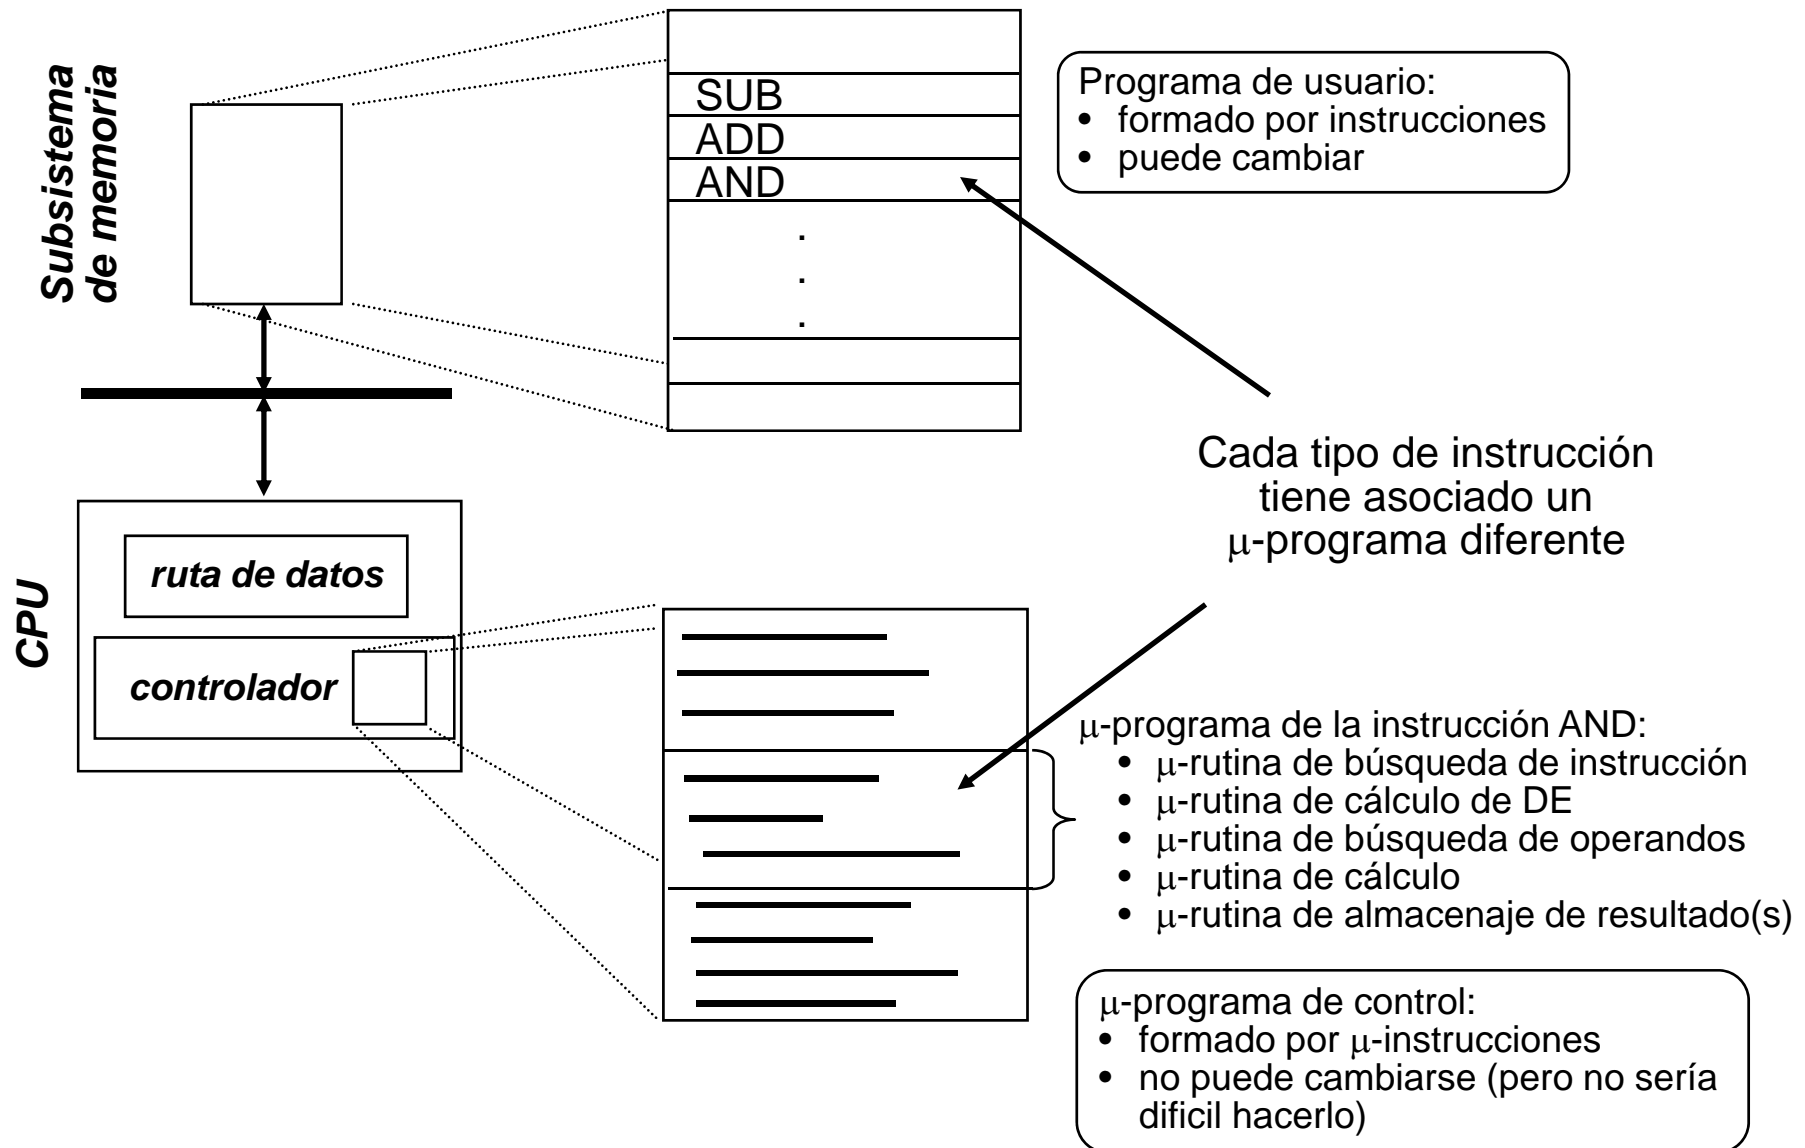 Subsistema
de memoria
SUB
ADD
AND
.
.
.
Programa de usuario:
• formado por instrucciones
• puede cambiar
Cada tipo de instrucción
tiene asociado un
μ-programa diferente
CPU
ruta de datos
controlador
μ-programa de la instrucción AND:
• μ-rutina de búsqueda de instrucción
• μ-rutina de cálculo de DE
• μ-rutina de búsqueda de operandos
• μ-rutina de cálculo
• μ-rutina de almacenaje de resultado(s)
μ-programa de control:
• formado por μ-instrucciones
• no puede cambiarse (pero no sería
dificil hacerlo)